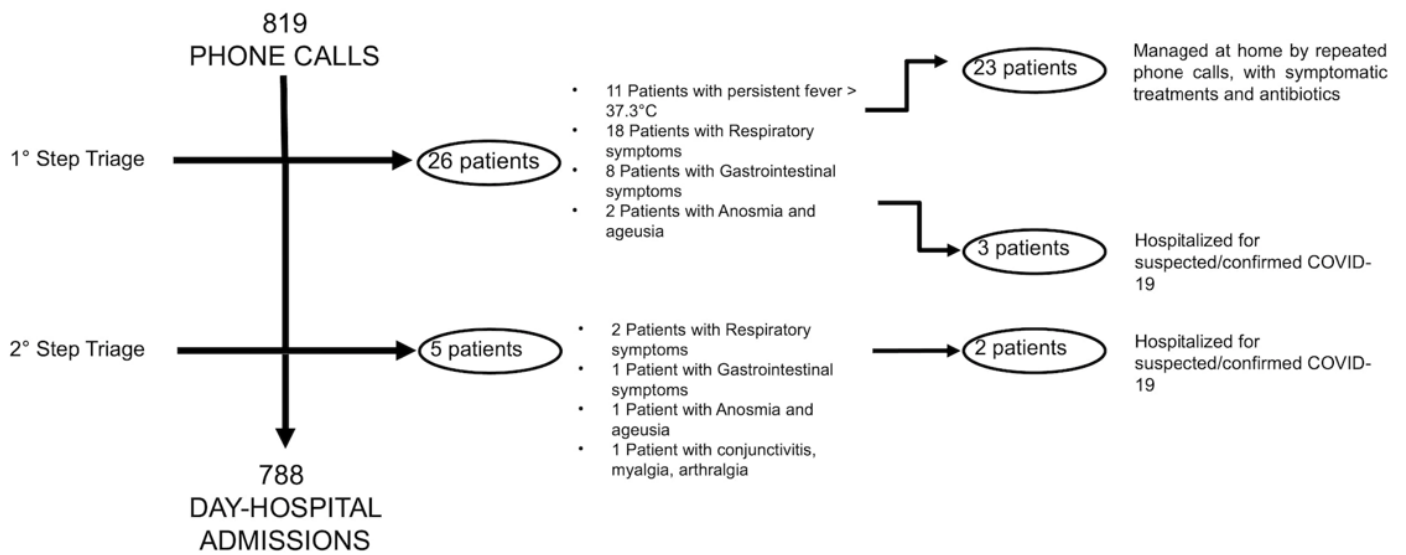 819
PHONE CALLS
1° Step Triage
26 patients
• 11 Patients with persistent fever >
37.3°C
• 18 Patients with Respiratory
symptoms
• 8 Patients with Gastrointestinal
symptoms
• 2 Patients with Anosmia and
ageusia
23 patients
Managed at home by repeated
phone calls, with symptomatic
treatments and antibiotics
3 patients
Hospitalized for
suspected/confirmed COVID-
19
2° Step Triage
5 patients
• 2 Patients with Respiratory
symptoms
• 1 Patient with Gastrointestinal
symptoms
• 1 Patient with Anosmia and
ageusia
• 1 Patient with conjunctivitis,
myalgia, arthralgia
2 patients
Hospitalized for
suspected/confirmed COVID-
19
788
DAY-HOSPITAL
ADMISSIONS